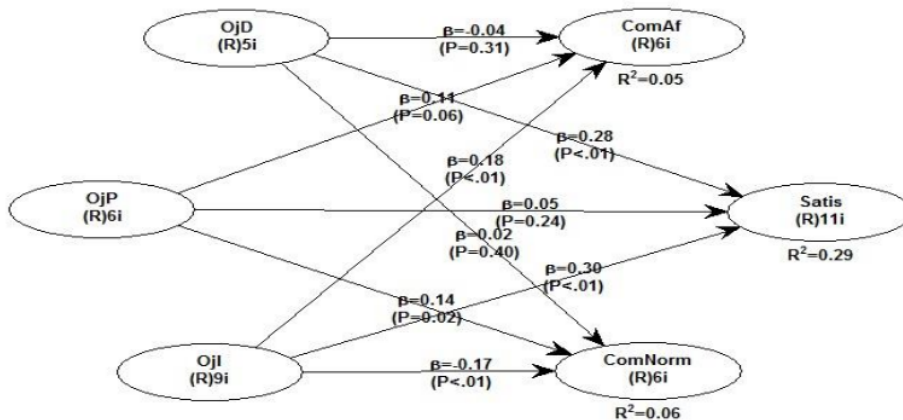 OjD
(R)5i
β=-0.04
(P=0.31)
ComAf
(R)6i
R²=0.05
β=0.11
(P=0.06)
β=0.28
(P<.01)
β=0.18
(P<.01)
OjP
(R)6i
β=0.05
(P=0.24)
Satis
(R)11i
R²=0.29
β=0.02
(P=0.40)
β=0.30
(P<.01)
β=0.14
(P=0.02)
OjI
(R)9i
β=-0.17
(P<.01)
ComNorm
(R)6i
R²=0.06